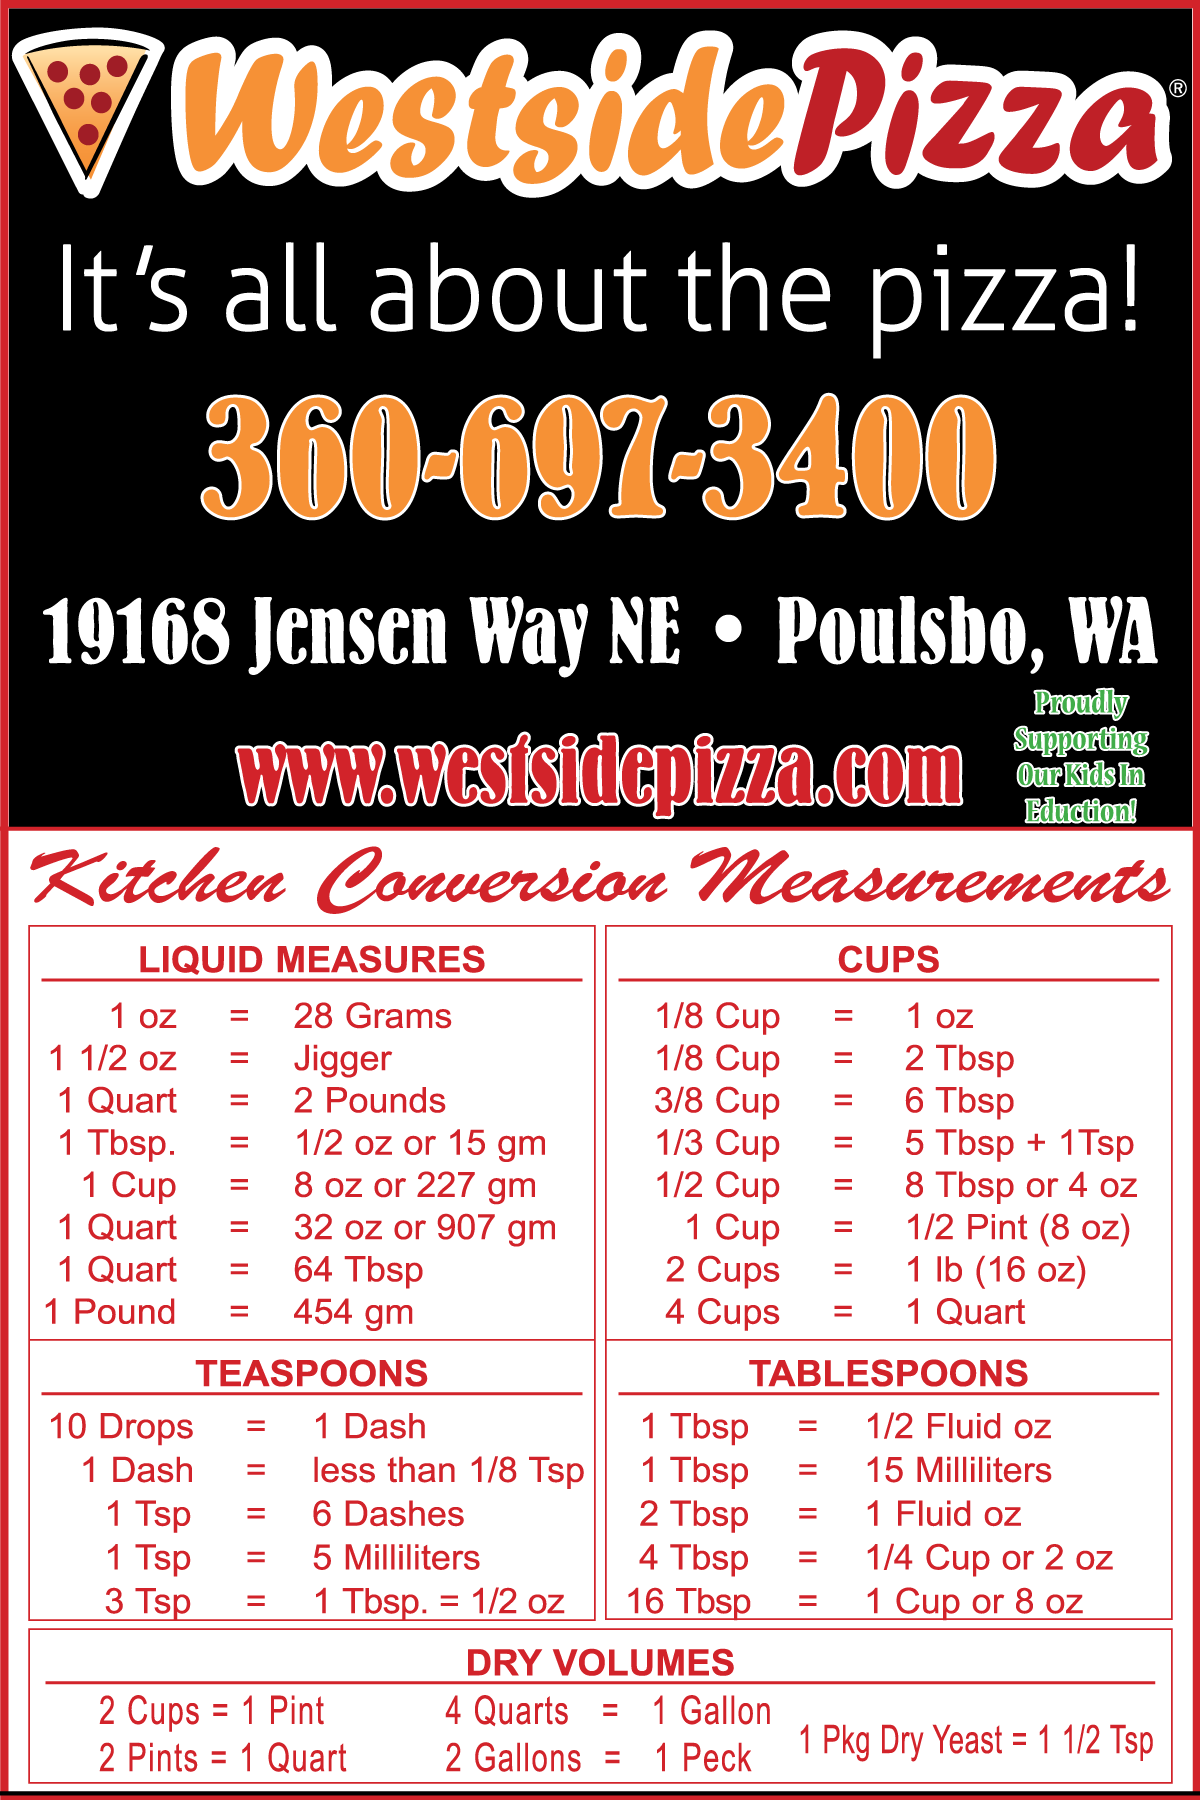 WestsidePizza®
It's all about the pizza!
360-697-3400
19168 Jensen Way NE • Poulsbo, WA
www.westsidepizza.com
Proudly
Supporting
Our Kids In
Eduction!
Kitchen Conversion Measurements
LIQUID MEASURES
1 oz = 28 Grams
1 1/2 oz = Jigger
1 Quart = 2 Pounds
1 Tbsp. = 1/2 oz or 15 gm
1 Cup = 8 oz or 227 gm
1 Quart = 32 oz or 907 gm
1 Quart = 64 Tbsp
1 Pound = 454 gm
CUPS
1/8 Cup = 1 oz
1/8 Cup = 2 Tbsp
3/8 Cup = 6 Tbsp
1/3 Cup = 5 Tbsp + 1Tsp
1/2 Cup = 8 Tbsp or 4 oz
1 Cup = 1/2 Pint (8 oz)
2 Cups = 1 lb (16 oz)
4 Cups = 1 Quart
TEASPOONS
10 Drops = 1 Dash
1 Dash = less than 1/8 Tsp
1 Tsp = 6 Dashes
1 Tsp = 5 Milliliters
3 Tsp = 1 Tbsp. = 1/2 oz
TABLESPOONS
1 Tbsp = 1/2 Fluid oz
1 Tbsp = 15 Milliliters
2 Tbsp = 1 Fluid oz
4 Tbsp = 1/4 Cup or 2 oz
16 Tbsp = 1 Cup or 8 oz
DRY VOLUMES
2 Cups = 1 Pint
2 Pints = 1 Quart
4 Quarts = 1 Gallon
2 Gallons = 1 Peck
1 Pkg Dry Yeast = 1 1/2 Tsp